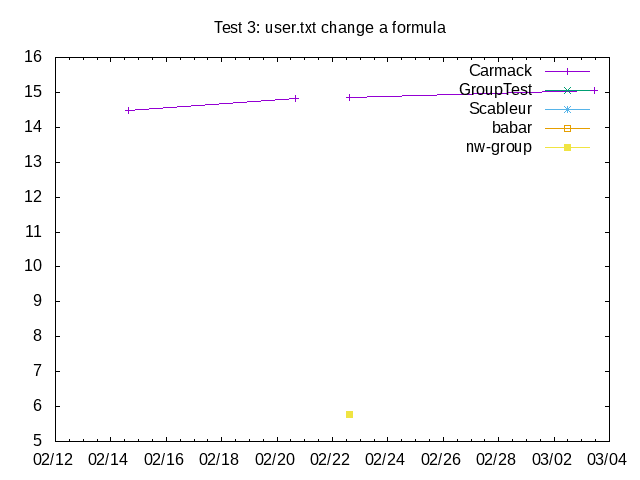 Test 3: user.txt change a formula
16
15
14
13
12
11
10
9
8
7
6
5
Carmack
GroupTest
Scableur
babar
nw-group
02/12 02/14 02/16 02/18 02/20 02/22 02/24 02/26 02/28 03/02 03/04